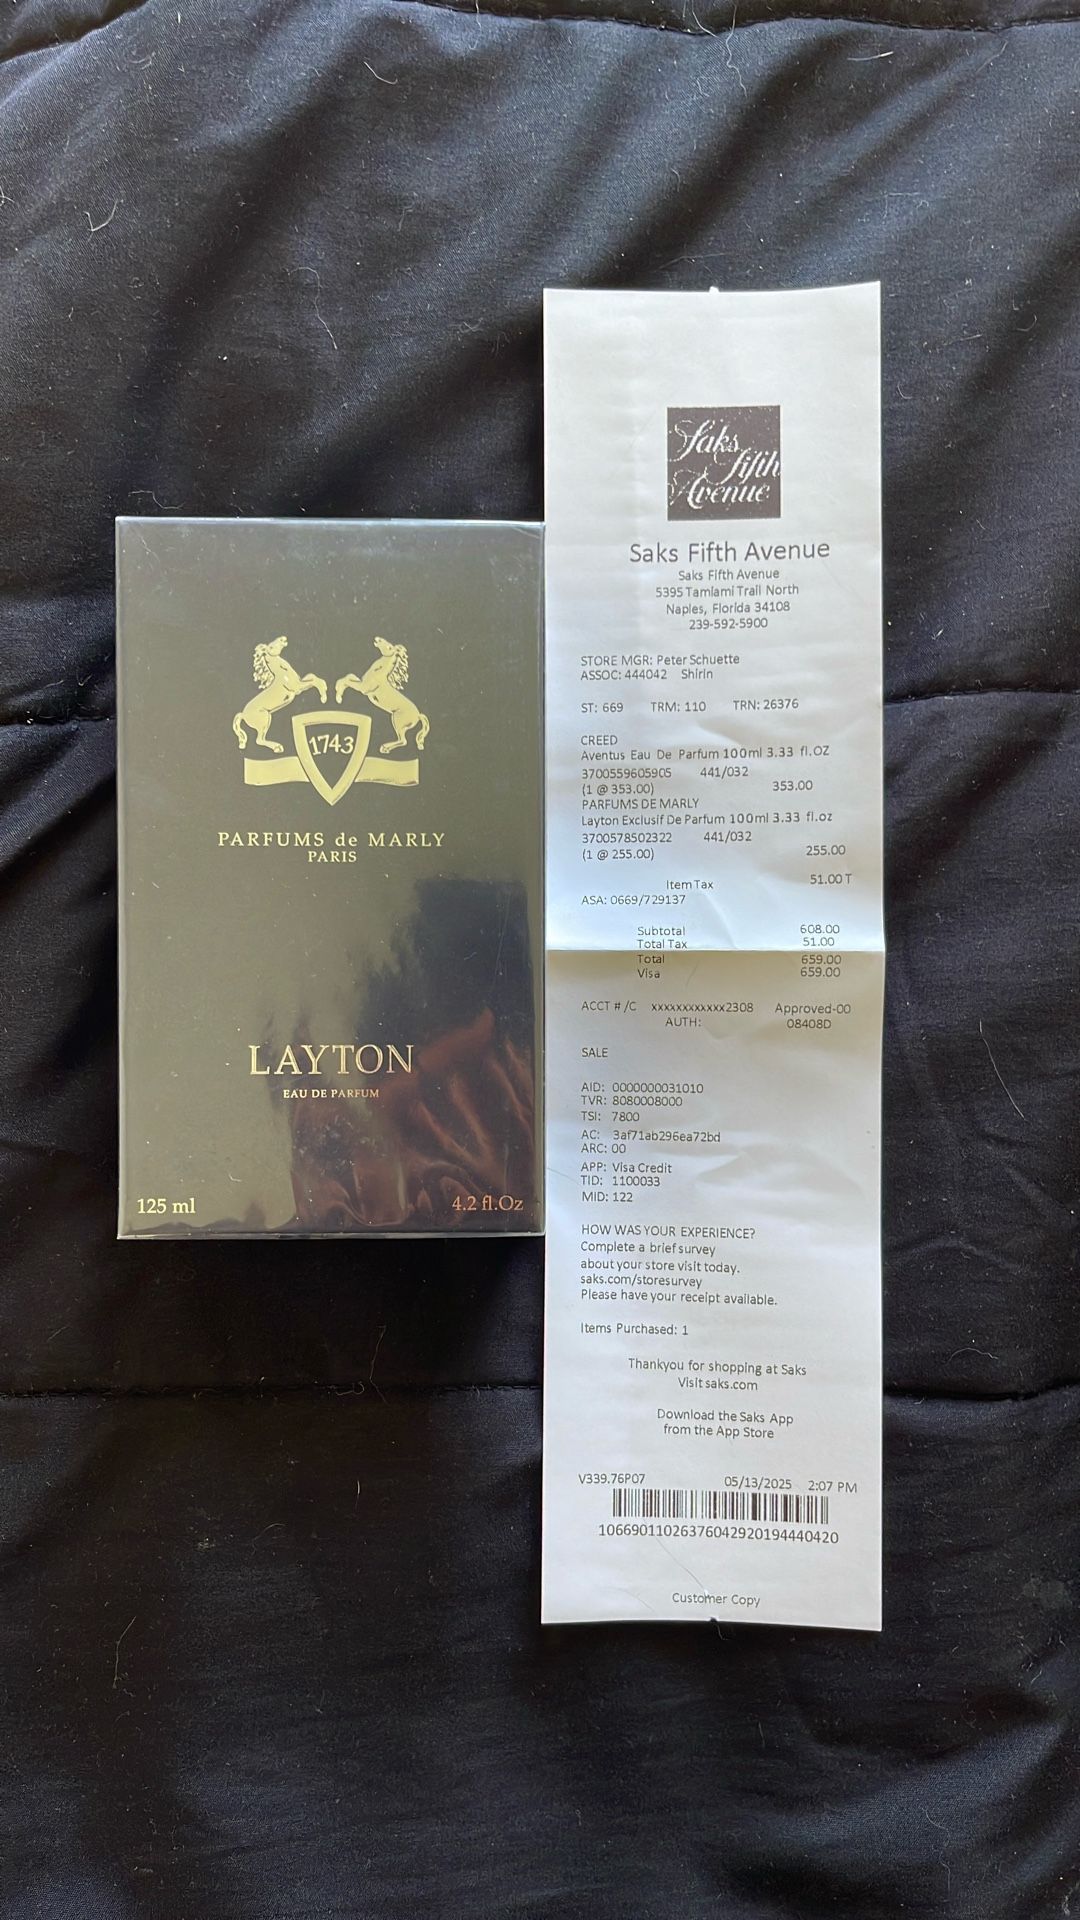 1743
PARFUMS de MARLY
PARIS
LAYTON
EAU DE PARFUM
125 ml
4.2 fl.Oz
Saks
Fifth
Avenue
Saks Fifth Avenue
Saks Fifth Avenue
5395 Tamiami Trail North
Naples, Florida 34108
239-592-5900
STORE MGR: Peter Schuette
ASSOC: 444042 Shirin
ST: 669 TRM: 110 TRN: 26376
CREED
Aventus Eau De Parfum 100ml 3.33 fl.OZ
3700559605905 441/032
(1 @ 353.00) 353.00
PARFUMS DE MARLY
Layton Exclusif De Parfum 100ml 3.33 fl.oz
3700578502322 441/032
(1 @ 255.00) 255.00
Item Tax 51.00 T
ASA: 0669/729137
Subtotal 608.00
Total Tax 51.00
Total 659.00
Visa 659.00
ACCT # /C xxxxxxxxxxxx2308 Approved-00
AUTH: 08408D
SALE
AID: 0000000031010
TVR: 8080008000
TSI: 7800
AC: 3af71ab296ea72bd
ARC: 00
APP: Visa Credit
TID: 1100033
MID: 122
HOW WAS YOUR EXPERIENCE?
Complete a brief survey
about your store visit today.
saks.com/storesurvey
Please have your receipt available.
Items Purchased: 1
Thankyou for shopping at Saks
Visit saks.com
Download the Saks App
from the App Store
V339.76P07 05/13/2025 2:07 PM
10669011026376042920194440420
Customer Copy